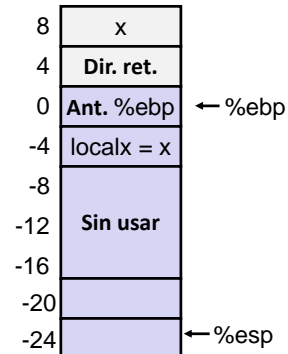 8 x
4 Dir. ret.
0 Ant. %ebp ← %ebp
-4 localx = x
-8
-12 Sin usar
-16
-20
-24 ← %esp